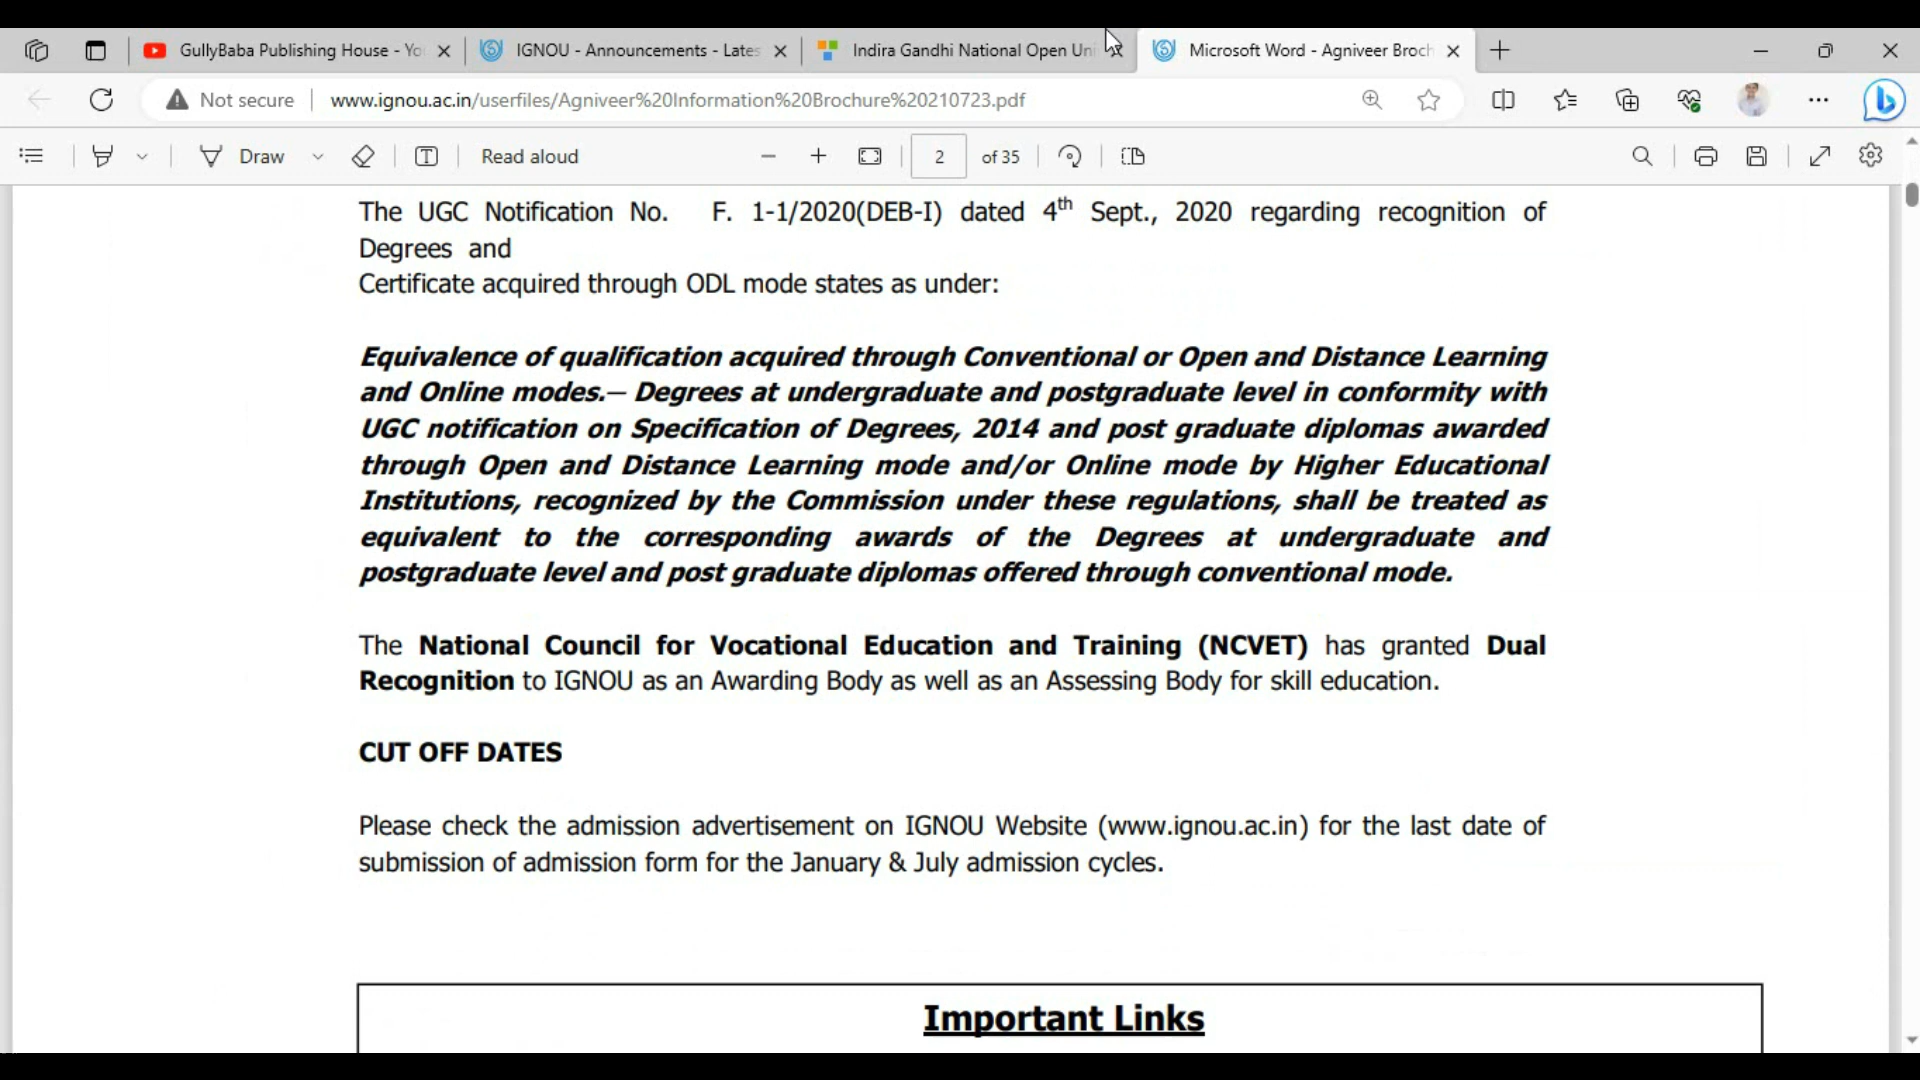 GullyBaba Publishing House - Yo
IGNOU - Announcements - Lates
Indira Gandhi National Open Uni
Microsoft Word - Agniveer Broch
Not secure
www.ignou.ac.in/userfiles/Agniveer%20Information%20Brochure%20210723.pdf
Draw
Read aloud
2
of 35
The UGC Notification No. F. 1-1/2020(DEB-I) dated 4th Sept., 2020 regarding recognition of
Degrees and
Certificate acquired through ODL mode states as under:
Equivalence of qualification acquired through Conventional or Open and Distance Learning
and Online modes.— Degrees at undergraduate and postgraduate level in conformity with
UGC notification on Specification of Degrees, 2014 and post graduate diplomas awarded
through Open and Distance Learning mode and/or Online mode by Higher Educational
Institutions, recognized by the Commission under these regulations, shall be treated as
equivalent to the corresponding awards of the Degrees at undergraduate and
postgraduate level and post graduate diplomas offered through conventional mode.
The National Council for Vocational Education and Training (NCVET) has granted Dual
Recognition to IGNOU as an Awarding Body as well as an Assessing Body for skill education.
CUT OFF DATES
Please check the admission advertisement on IGNOU Website (www.ignou.ac.in) for the last date of
submission of admission form for the January & July admission cycles.
Important Links